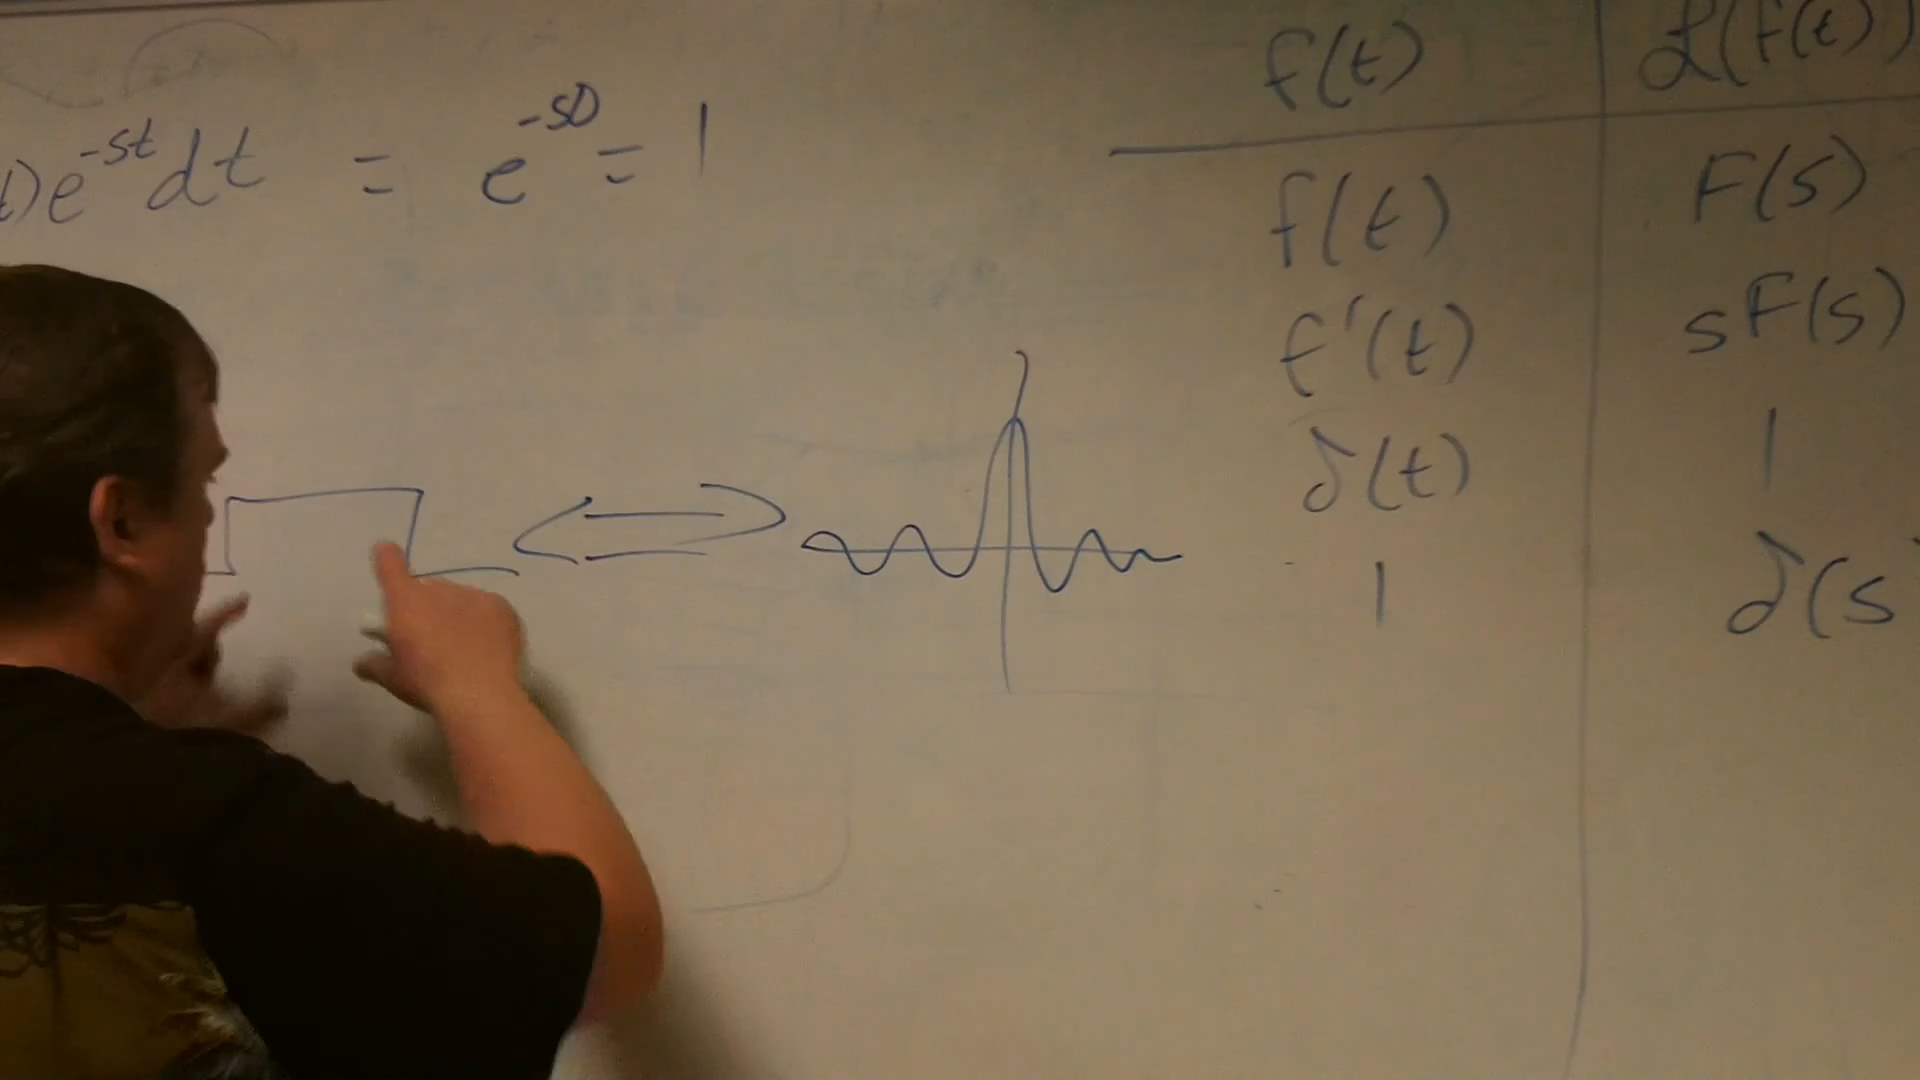 t)e^{-st}dt = e^{-s0} = 1
f(t) ℒ(f(t))
f(t) F(s)
f'(t) sF(s)
δ(t) 1
1 δ(s